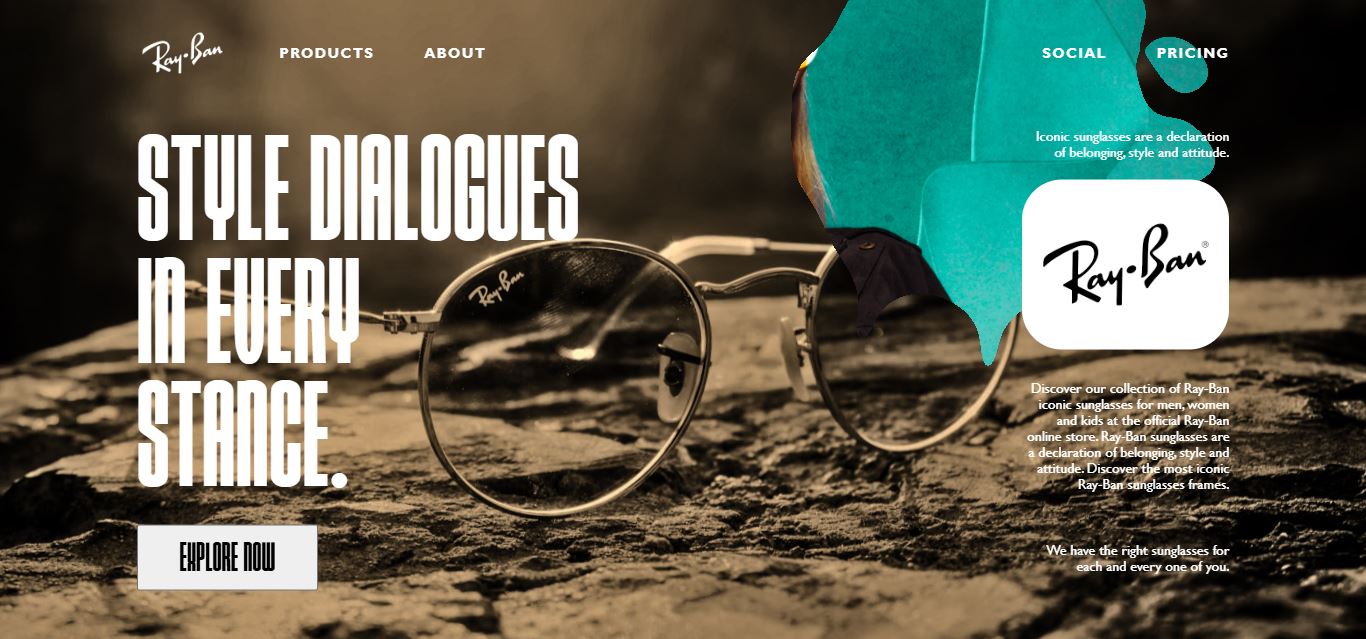 Ray-Ban
PRODUCTS
ABOUT
SOCIAL
PRICING
STYLE DIALOGUES
IN EVERY
STANCE.
EXPLORE NOW
Ray-Ban
Iconic sunglasses are a declaration
of belonging, style and attitude.
Ray-Ban®
Discover our collection of Ray-Ban
iconic sunglasses for men, women
and kids at the official Ray-Ban
online store. Ray-Ban sunglasses are
a declaration of belonging, style and
attitude. Discover the most iconic
Ray-Ban sunglasses frames.
We have the right sunglasses for
each and every one of you.